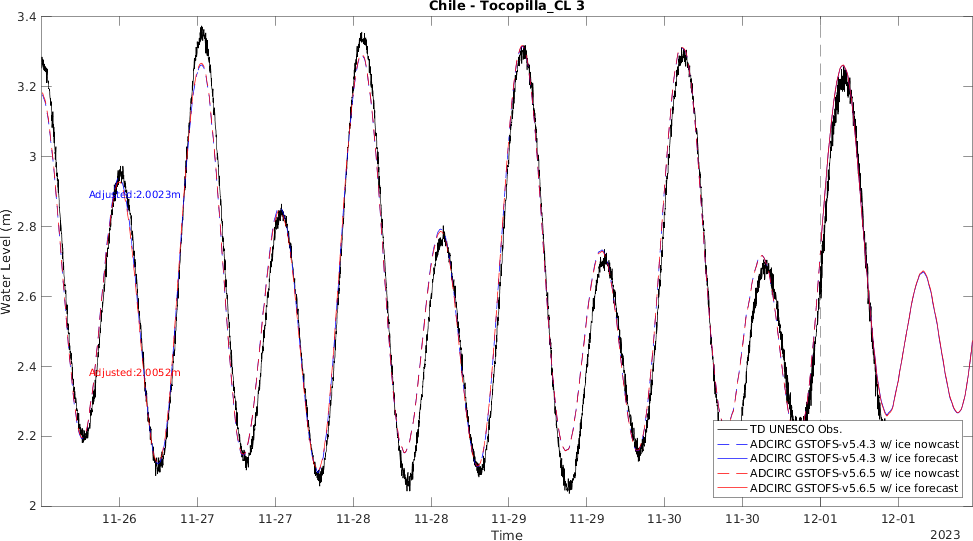 Chile - Tocopilla_CL 3
3.4
3.2
3
2.8
2.6
2.4
2.2
2
Water Level (m)
Adjusted:2.0023m
Adjusted:2.0052m
TD UNESCO Obs.
ADCIRC GSTOFS-v5.4.3 w/ ice nowcast
ADCIRC GSTOFS-v5.4.3 w/ ice forecast
ADCIRC GSTOFS-v5.6.5 w/ ice nowcast
ADCIRC GSTOFS-v5.6.5 w/ ice forecast
11-26 11-27 11-27 11-28 11-28 11-29 11-29 11-30 11-30 12-01 12-01
Time
2023